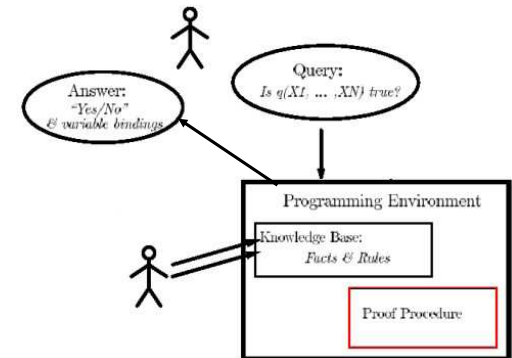 Answer:
“Yes/No”
& variable bindings
Query:
Is q(X1, ... ,XN) true?
Programming Environment
Knowledge Base:
Facts & Rules
Proof Procedure